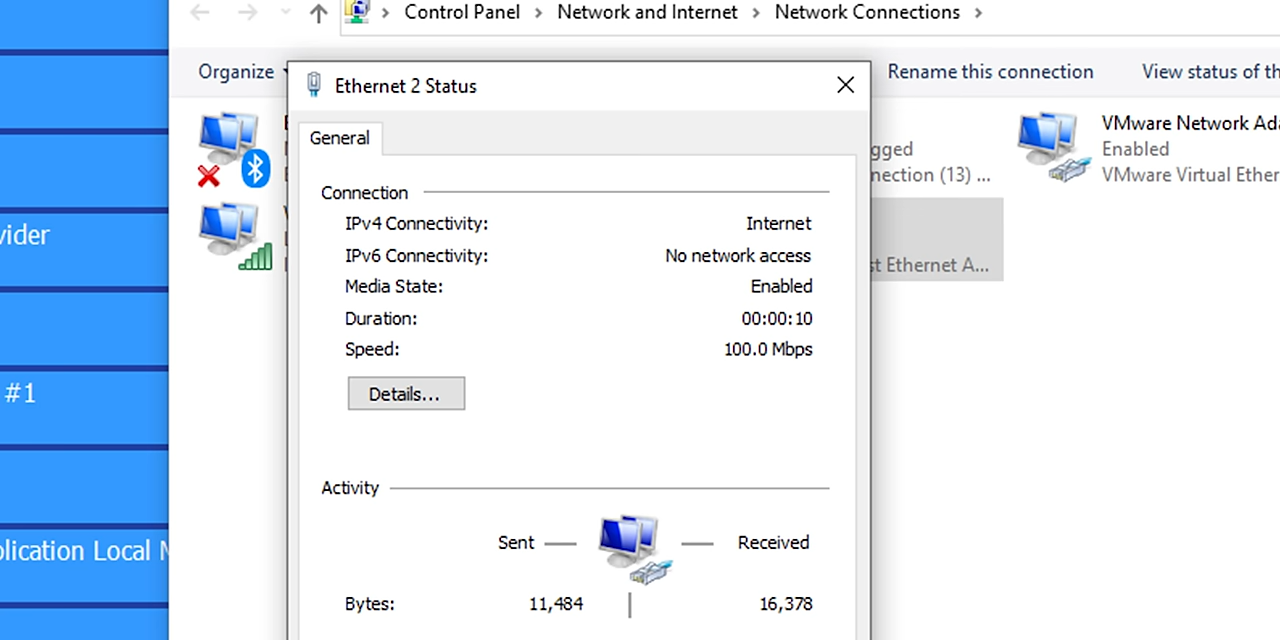 Control Panel > Network and Internet > Network Connections >
Organize
Rename this connection
View status of th
Ethernet 2 Status
General
Connection
IPv4 Connectivity: Internet
IPv6 Connectivity: No network access
Media State: Enabled
Duration: 00:00:10
Speed: 100.0 Mbps
Details...
Activity
Sent Received
Bytes: 11,484 16,378
gged
nection (13) ...
st Ethernet A...
VMware Network Ada
Enabled
VMware Virtual Ether
vider
#1
plication Local